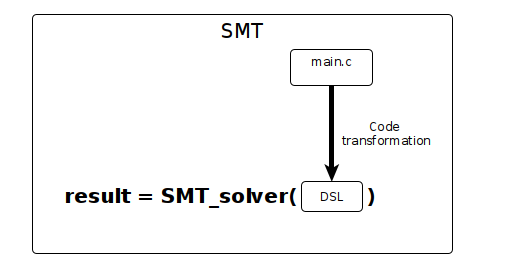 SMT
main.c
Code
transformation
result = SMT_solver( DSL )